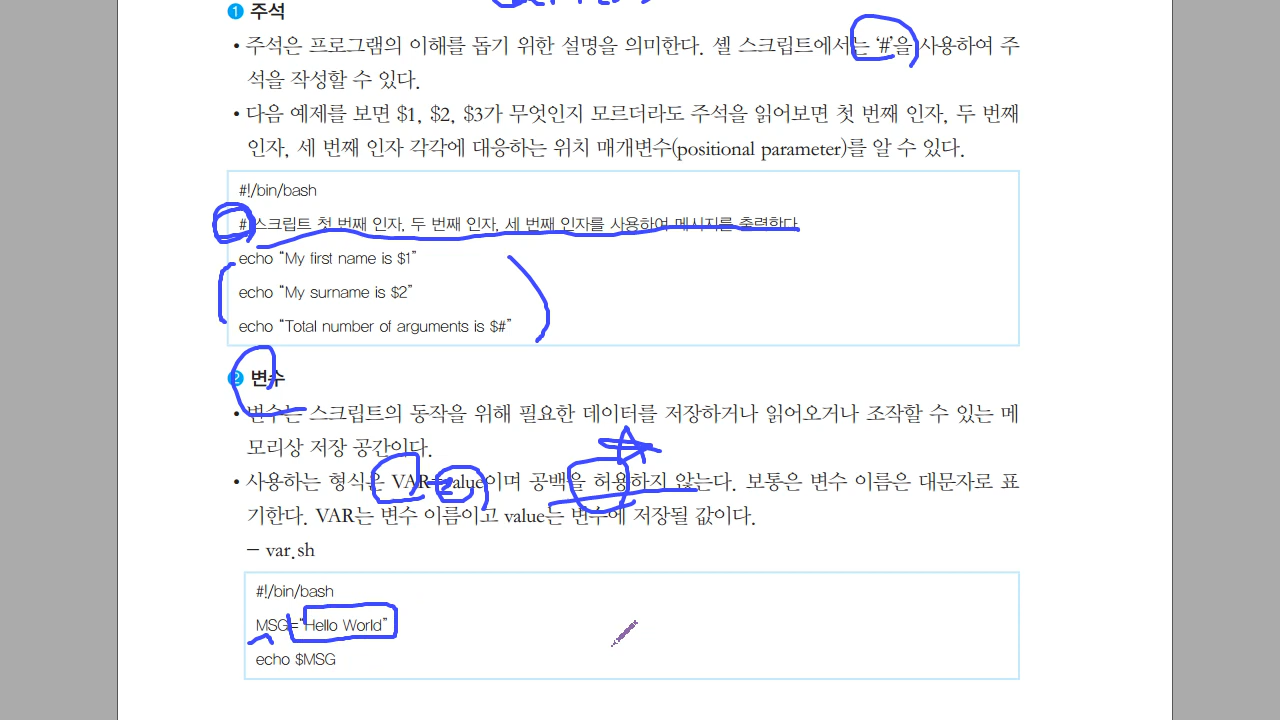 ❶ 주석
• 주석은 프로그램의 이해를 돕기 위한 설명을 의미한다. 셸 스크립트에서는 ‘#’을 사용하여 주
석을 작성할 수 있다.
• 다음 예제를 보면 $1, $2, $3가 무엇인지 모르더라도 주석을 읽어보면 첫 번째 인자, 두 번째
인자, 세 번째 인자 각각에 대응하는 위치 매개변수(positional parameter)를 알 수 있다.
#!/bin/bash
# 스크립트 첫 번째 인자, 두 번째 인자, 세 번째 인자를 사용하여 메시지를 출력한다.
echo “My first name is $1”
echo “My surname is $2”
echo “Total number of arguments is $#”
❷ 변수
• 변수는 스크립트의 동작을 위해 필요한 데이터를 저장하거나 읽어오거나 조작할 수 있는 메
모리상 저장 공간이다.
• 사용하는 형식은 VAR=value이며 공백을 허용하지 않는다. 보통은 변수 이름은 대문자로 표
기한다. VAR는 변수 이름이고 value는 변수에 저장될 값이다.
– var.sh
#!/bin/bash
MSG=“Hello World”
echo $MSG